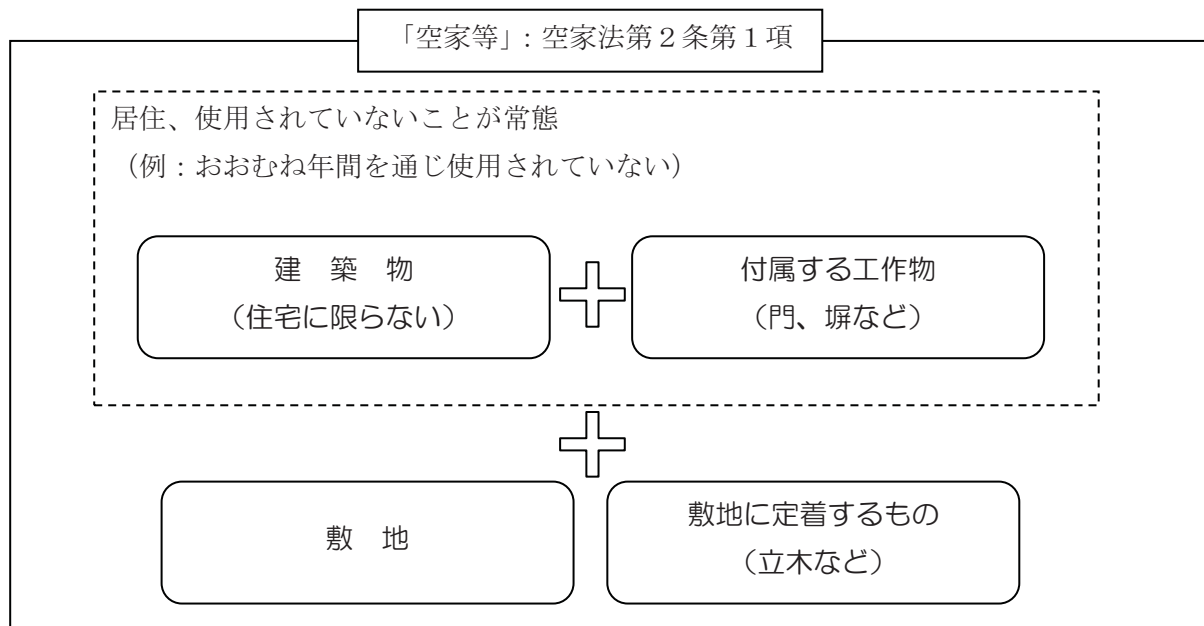 「空家等」：空家法第２条第１項
居住、使用されていないことが常態
（例：おおむね年間を通じ使用されていない）
建　築　物
（住宅に限らない）
付属する工作物
（門、塀など）
敷　地
敷地に定着するもの
（立木など）